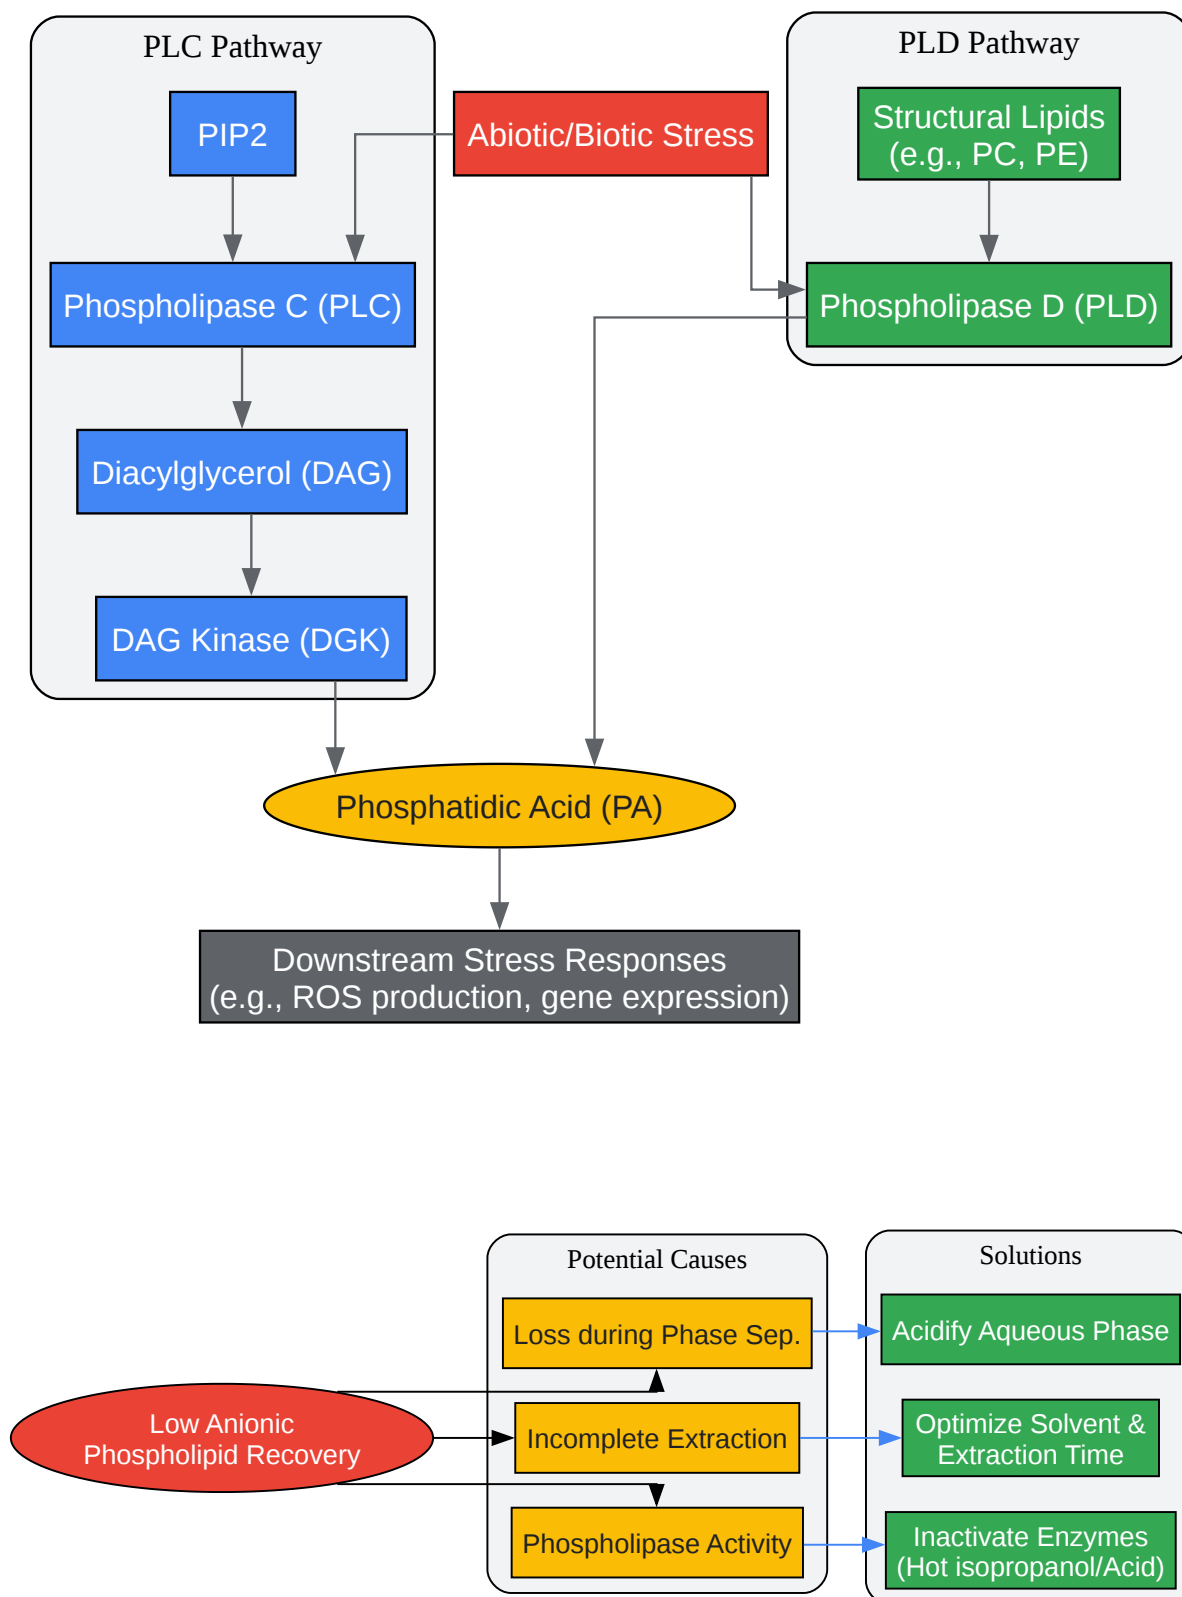 PLC Pathway
PLD Pathway
PIP2
Abiotic/Biotic Stress
Structural Lipids
(e.g., PC, PE)
Phospholipase C (PLC)
Phospholipase D (PLD)
Diacylglycerol (DAG)
DAG Kinase (DGK)
Phosphatidic Acid (PA)
Downstream Stress Responses
(e.g., ROS production, gene expression)
Potential Causes
Solutions
Loss during Phase Sep.
Acidify Aqueous Phase
Low Anionic
Phospholipid Recovery
Incomplete Extraction
Optimize Solvent &
Extraction Time
Phospholipase Activity
Inactivate Enzymes
(Hot isopropanol/Acid)